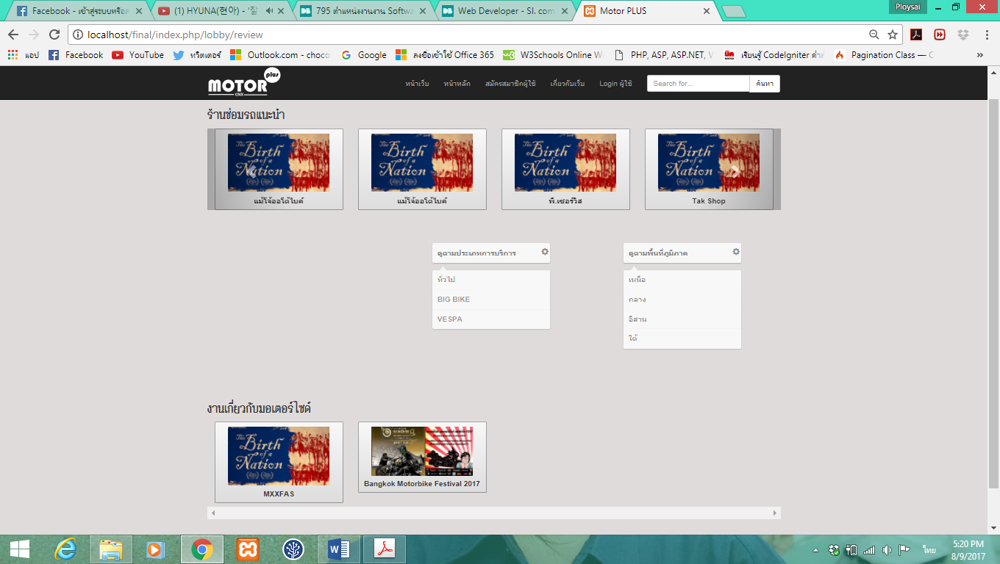 Ploysai
Facebook - เข้าสู่ระบบหรือส
(1) HYUNA(현아) - '잘
795 ตำแหน่งงานงาน Softwa
Web Developer - SI. com
Motor PLUS
localhost/final/index.php/lobby/review
แอป
Facebook
YouTube
ทวิตเตอร์
Outlook.com - choco
Google
ลงชื่อเข้าใช้ Office 365
W3Schools Online W
PHP, ASP, ASP.NET, V
เรียนรู้ CodeIgniter ตัวส
Pagination Class — C
»
MOTOR plus
CNX
หน้าเว็บ
หน้าหลัก
สมัครสมาชิกผู้ใช้
เกี่ยวกับเว็บ
Login ผู้ใช้
Search for...
ค้นหา
ร้านซ่อมรถแนะนำ
The Birth of a Nation
The Birth of a Nation
The Birth of a Nation
The Birth of a Nation
แม้โจ้ออโต้ไบค์
แม้โจ้ออโต้ไบค์
พี.เซอร์วิส
Tak Shop
ดูตามประเภทการบริการ
ทั่วไป
BIG BIKE
VESPA
ดูตามพื้นที่ภูมิภาค
เหนือ
กลาง
อีสาน
ใต้
งานเกี่ยวกับมอเตอร์ไซด์
The Birth of a Nation
MXXFAS
Bangkok Motorbike Festival 2017
ไทย
5:20 PM
8/9/2017